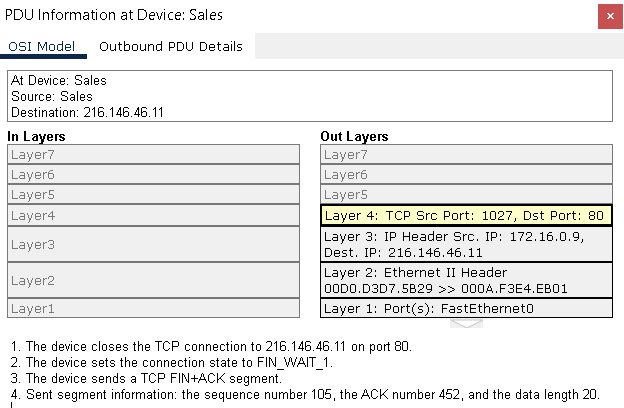 PDU Information at Device: Sales
OSI Model Outbound PDU Details
At Device: Sales
Source: Sales
Destination: 216.146.46.11
In Layers
Layer7
Layer6
Layer5
Layer4
Layer3
Layer2
Layer1
Out Layers
Layer7
Layer6
Layer5
Layer 4: TCP Src Port: 1027, Dst Port: 80
Layer 3: IP Header Src. IP: 172.16.0.9,
Dest. IP: 216.146.46.11
Layer 2: Ethernet II Header
00D0.D3D7.5B29 >> 000A.F3E4.EB01
Layer 1: Port(s): FastEthernet0
1. The device closes the TCP connection to 216.146.46.11 on port 80.
2. The device sets the connection state to FIN_WAIT_1.
3. The device sends a TCP FIN+ACK segment.
4. Sent segment information: the sequence number 105, the ACK number 452, and the data length 20.